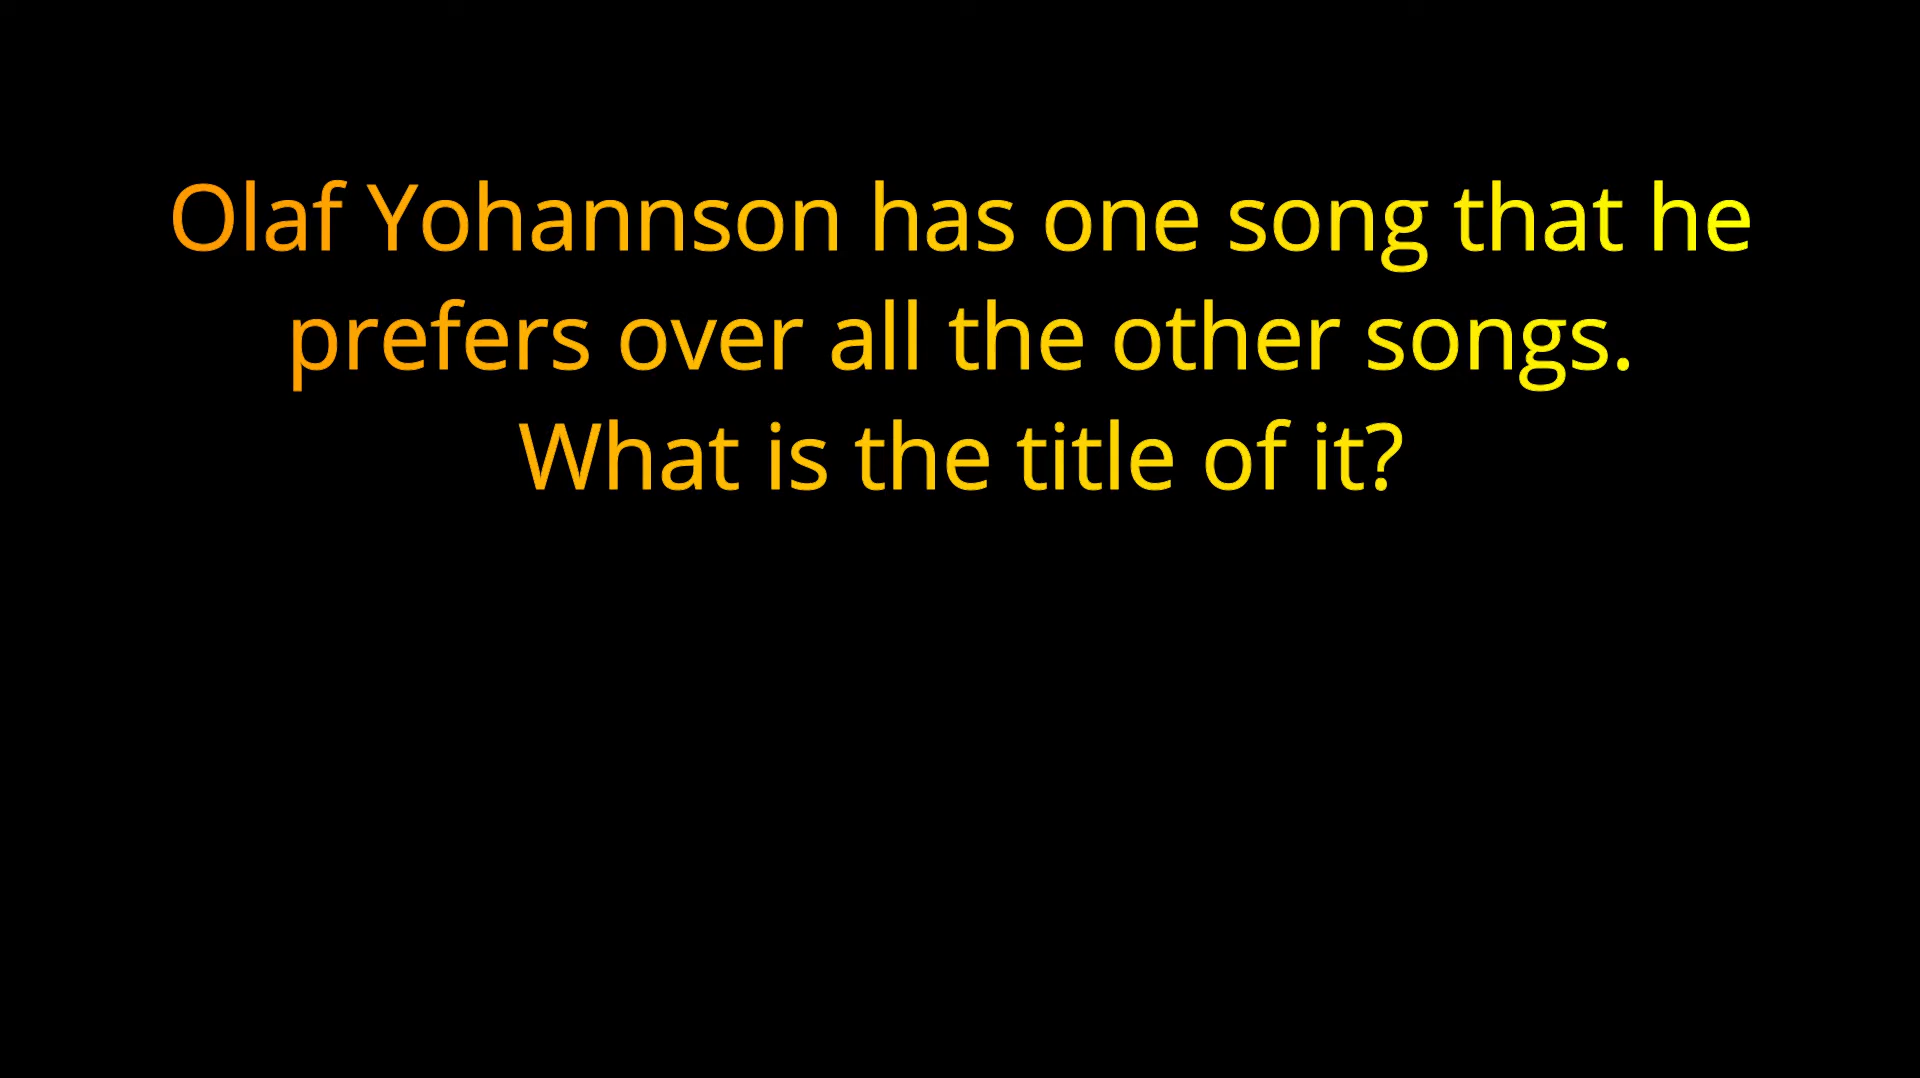 Olaf Yohannson has one song that he
prefers over all the other songs.
What is the title of it?